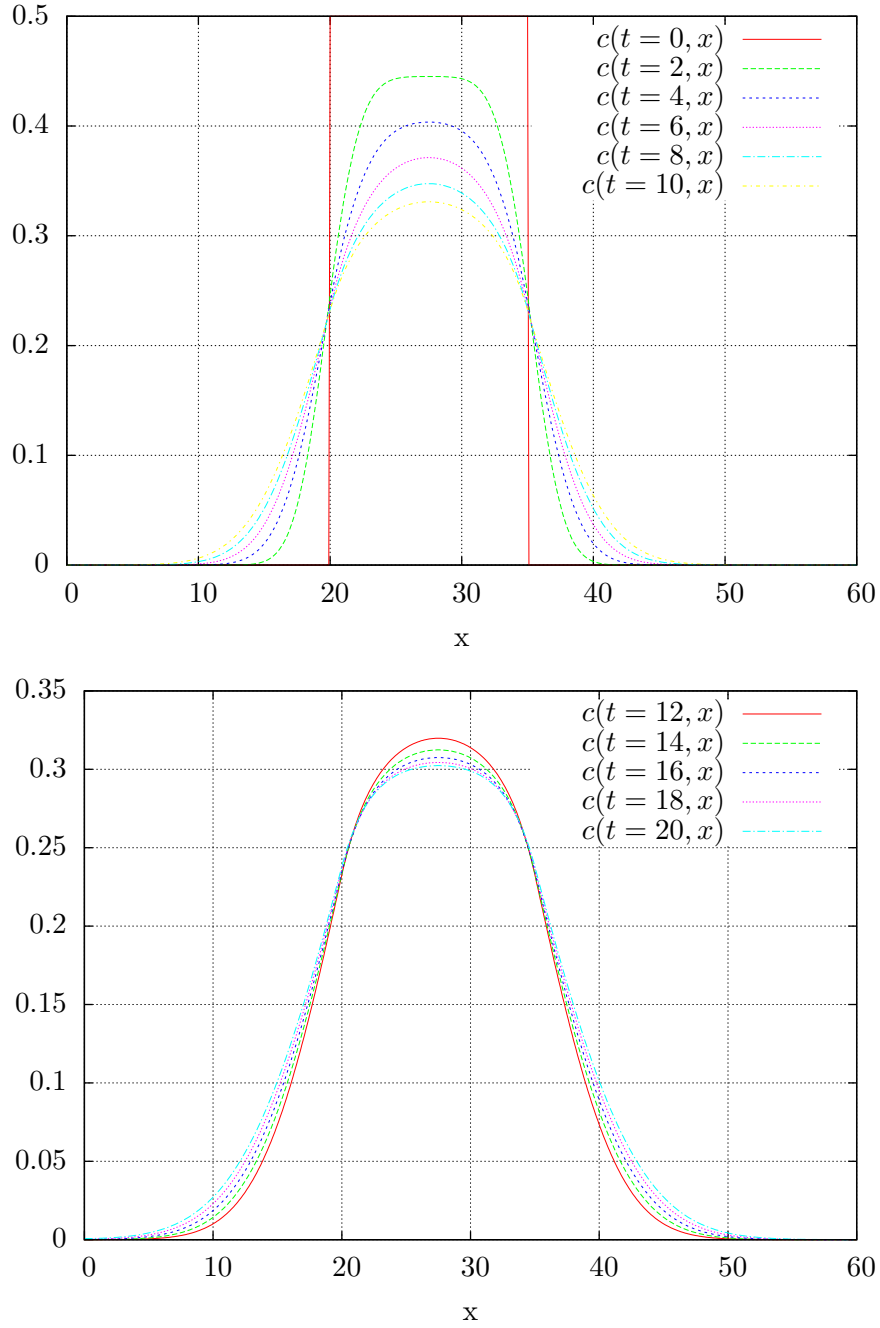 0.5
c(t = 0, x)
c(t = 2, x)
0.4
c(t = 4, x)
c(t = 6, x)
c(t = 8, x)
c(t = 10, x)
0.3
0.2
0.1
0
0 10 20 30 40 50 60
x
0.35
c(t = 12, x)
c(t = 14, x)
0.3
c(t = 16, x)
c(t = 18, x)
c(t = 20, x)
0.25
0.2
0.15
0.1
0.05
0
0 10 20 30 40 50 60
x